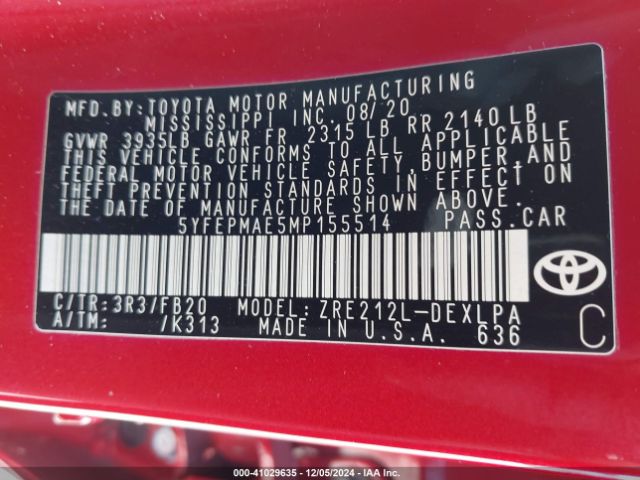 MFD. BY: TOYOTA MOTOR MANUFACTURING
MISSISSIPPI INC. 08/20
GVWR 3935LB GAWR FR 2315 LB RR 2140 LB
THIS VEHICLE CONFORMS TO ALL APPLICABLE
FEDERAL MOTOR VEHICLE SAFETY, BUMPER, AND
THEFT PREVENTION STANDARDS IN EFFECT ON
THE DATE OF MANUFACTURE SHOWN ABOVE.
5YFEPMAE5MP155514 PASS.CAR
C/TR: 3R3/FB20 MODEL: ZRE212L-DEXLPA
A/TM: /K313 MADE IN U.S.A. 636
TOYOTA
C
000-41029635 - 12/05/2024 - IAA Inc.